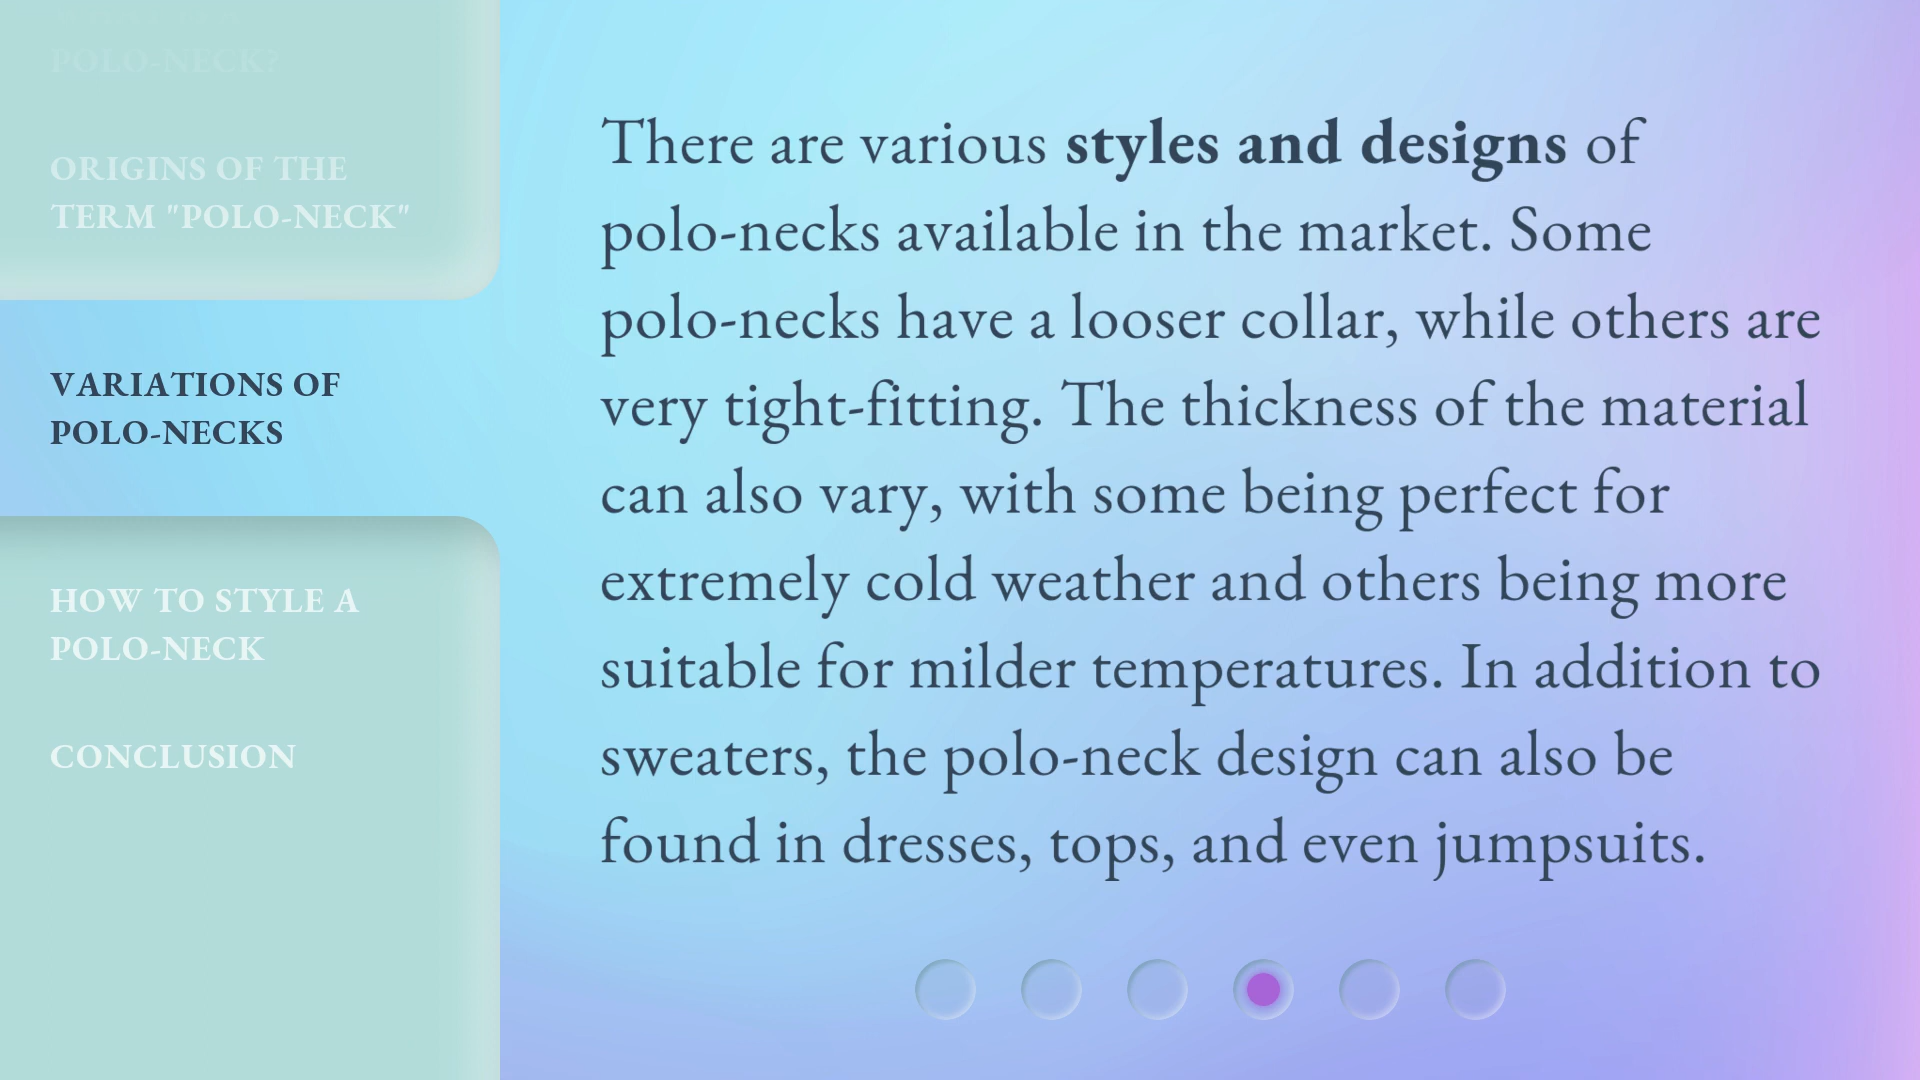 POLO-NECK?
ORIGINS OF THE
TERM "POLO-NECK"
VARIATIONS OF
POLO-NECKS
HOW TO STYLE A
POLO-NECK
CONCLUSION
There are various styles and designs of
polo-necks available in the market. Some
polo-necks have a looser collar, while others are
very tight-fitting. The thickness of the material
can also vary, with some being perfect for
extremely cold weather and others being more
suitable for milder temperatures. In addition to
sweaters, the polo-neck design can also be
found in dresses, tops, and even jumpsuits.